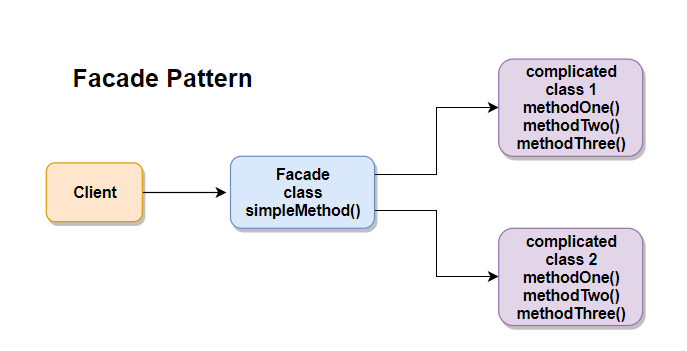 Facade Pattern
Client
Facade
class
simpleMethod()
complicated
class 1
methodOne()
methodTwo()
methodThree()
complicated
class 2
methodOne()
methodTwo()
methodThree()